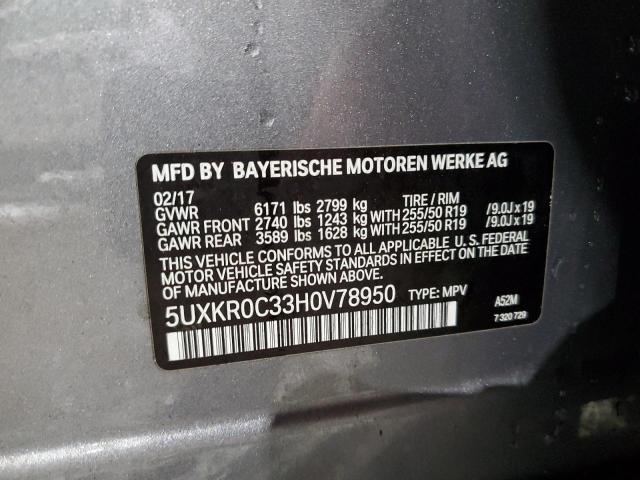 MFD BY BAYERISCHE MOTOREN WERKE AG
02/17 TIRE / RIM
GVWR 6171 lbs 2799 kg
GAWR FRONT 2740 lbs 1243 kg WITH 255/50 R19 /9.0J x 19
GAWR REAR 3589 lbs 1628 kg WITH 255/50 R19 /9.0J x 19
THIS VEHICLE CONFORMS TO ALL APPLICABLE U.S. FEDERAL
MOTOR VEHICLE SAFETY STANDARDS IN EFFECT ON THE DATE
OF MANUFACTURE SHOWN ABOVE.
5UXKR0C33H0V78950 TYPE: MPV A52M
7 320 729